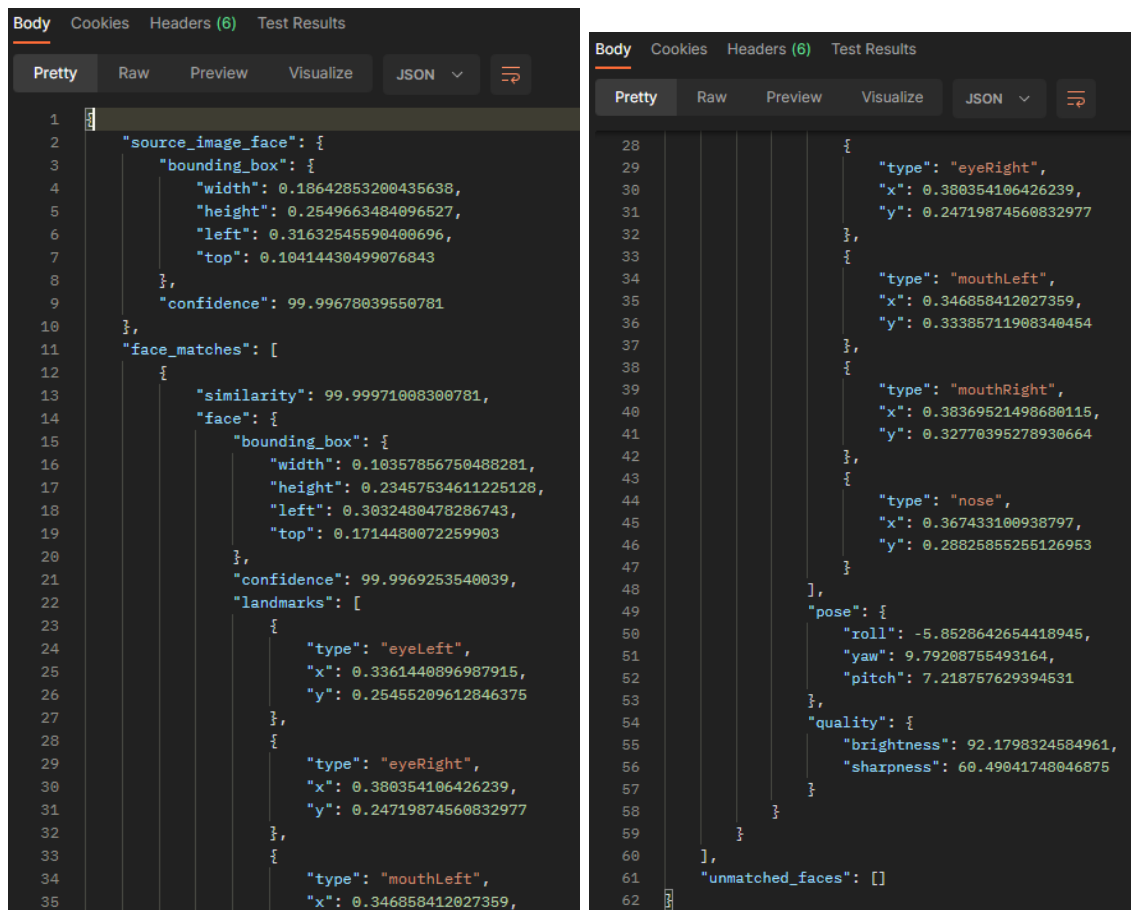 Body Cookies Headers (6) Test Results
Pretty Raw Preview Visualize JSON
1 {
2 "source_image_face": {
3 "bounding_box": {
4 "width": 0.18642853200435638,
5 "height": 0.2549663484096527,
6 "left": 0.31632545590400696,
7 "top": 0.10414430499076843
8 },
9 "confidence": 99.99678039550781
10 },
11 "face_matches": [
12 {
13 "similarity": 99.99971008300781,
14 "face": {
15 "bounding_box": {
16 "width": 0.10357856750488281,
17 "height": 0.23457534611225128,
18 "left": 0.3032480478286743,
19 "top": 0.1714480072259903
20 },
21 "confidence": 99.9969253540039,
22 "landmarks": [
23 {
24 "type": "eyeLeft",
25 "x": 0.3361440896987915,
26 "y": 0.25455209612846375
27 },
28 {
29 "type": "eyeRight",
30 "x": 0.380354106426239,
31 "y": 0.24719874560832977
32 },
33 {
34 "type": "mouthLeft",
35 "x": 0.346858412027359,
Body Cookies Headers (6) Test Results
Pretty Raw Preview Visualize JSON
28 {
29 "type": "eyeRight",
30 "x": 0.380354106426239,
31 "y": 0.24719874560832977
32 },
33 {
34 "type": "mouthLeft",
35 "x": 0.346858412027359,
36 "y": 0.33385711908340454
37 },
38 {
39 "type": "mouthRight",
40 "x": 0.38369521498680115,
41 "y": 0.32770395278930664
42 },
43 {
44 "type": "nose",
45 "x": 0.367433100938797,
46 "y": 0.28825855255126953
47 }
48 ],
49 "pose": {
50 "roll": -5.8528642654418945,
51 "yaw": 9.79208755493164,
52 "pitch": 7.218757629394531
53 },
54 "quality": {
55 "brightness": 92.1798324584961,
56 "sharpness": 60.49041748046875
57 }
58 }
59 }
60 ],
61 "unmatched_faces": []
62 }